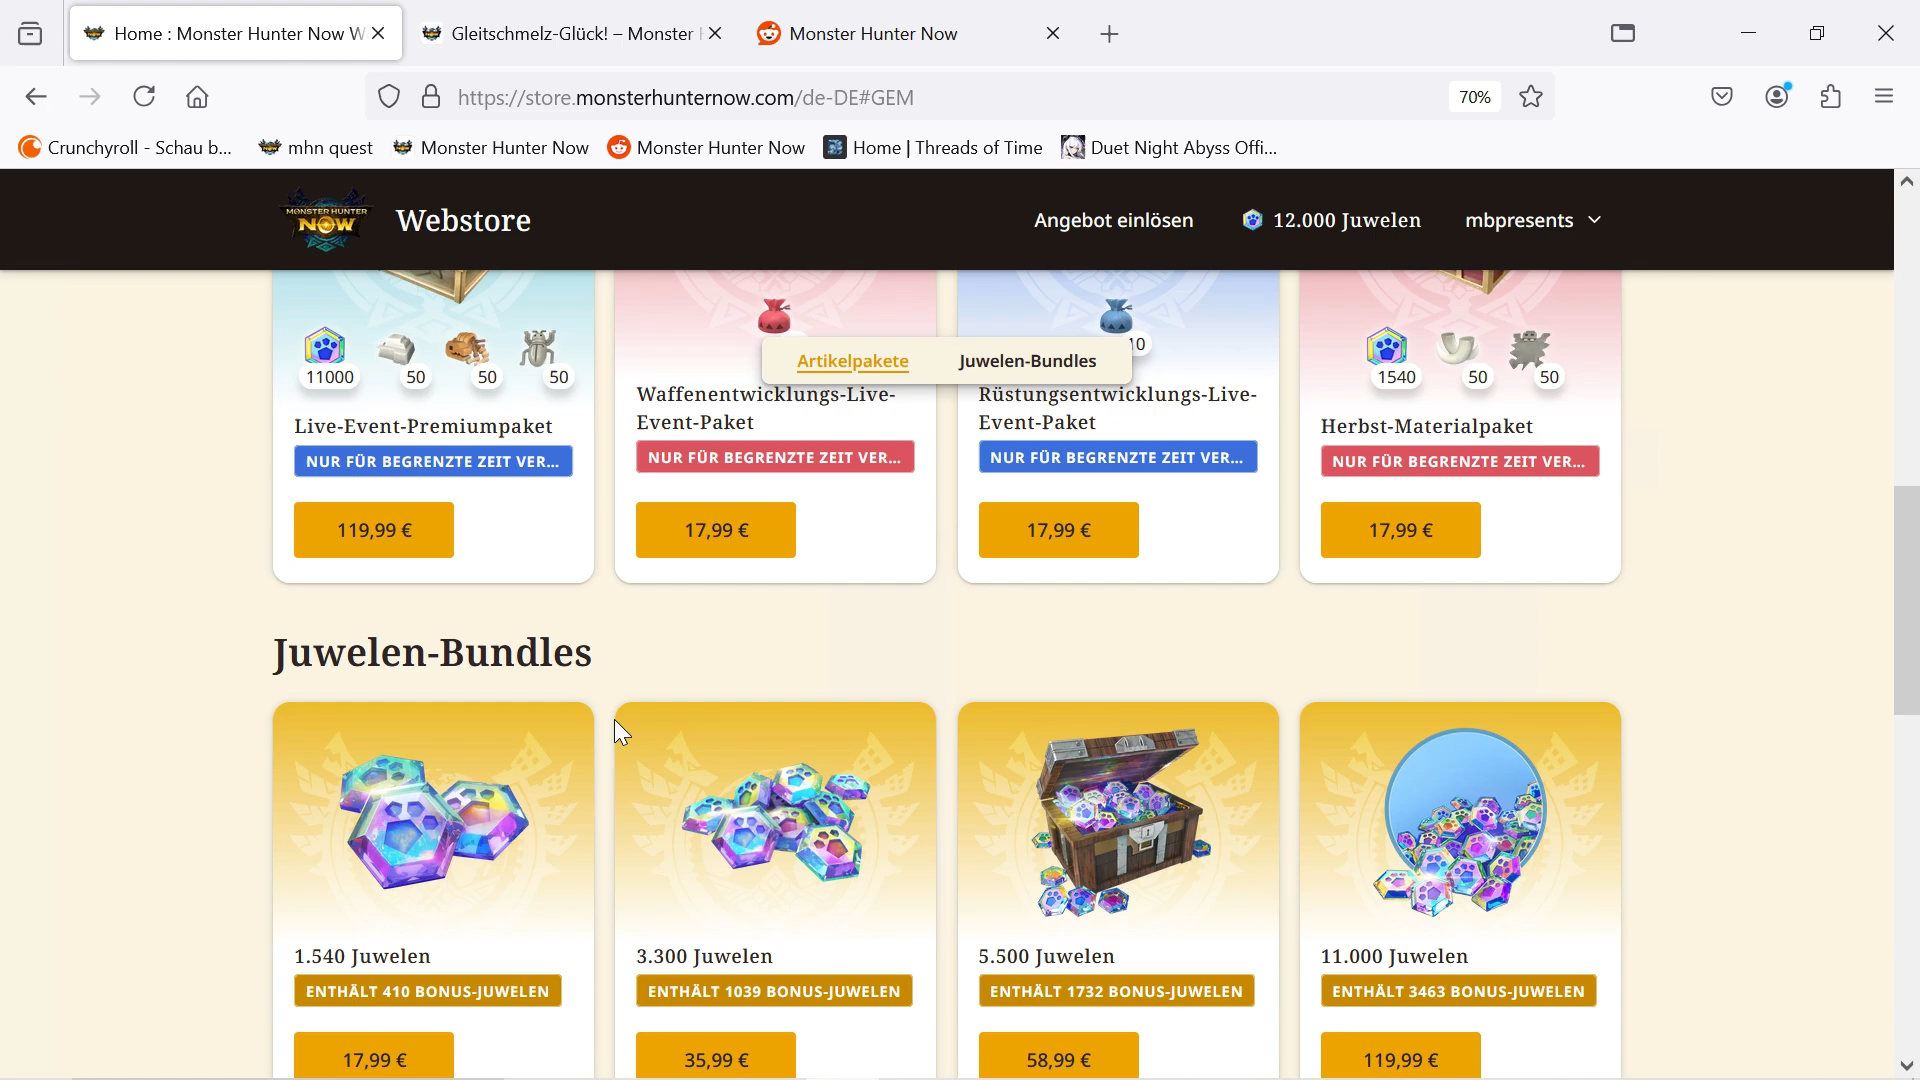 Home : Monster Hunter Now W
Gleitschmelz-Glück! – Monster
Monster Hunter Now
https://store.monsterhunternow.com/de-DE#GEM
70%
Crunchyroll - Schau b...
mhn quest
Monster Hunter Now
Monster Hunter Now
Home | Threads of Time
Duet Night Abyss Offi...
MONSTER HUNTER
NOW
Webstore
Angebot einlösen
12.000 Juwelen
mbpresents
11000
50
50
50
10
1540
50
50
Artikelpakete
Juwelen-Bundles
Live-Event-Premiumpaket
NUR FÜR BEGRENZTE ZEIT VER...
119,99 €
Waffenentwicklungs-Live-
Event-Paket
NUR FÜR BEGRENZTE ZEIT VER...
17,99 €
Rüstungsentwicklungs-Live-
Event-Paket
NUR FÜR BEGRENZTE ZEIT VER...
17,99 €
Herbst-Materialpaket
NUR FÜR BEGRENZTE ZEIT VER...
17,99 €
Juwelen-Bundles
1.540 Juwelen
ENTHÄLT 410 BONUS-JUWELEN
17,99 €
3.300 Juwelen
ENTHÄLT 1039 BONUS-JUWELEN
35,99 €
5.500 Juwelen
ENTHÄLT 1732 BONUS-JUWELEN
58,99 €
11.000 Juwelen
ENTHÄLT 3463 BONUS-JUWELEN
119,99 €